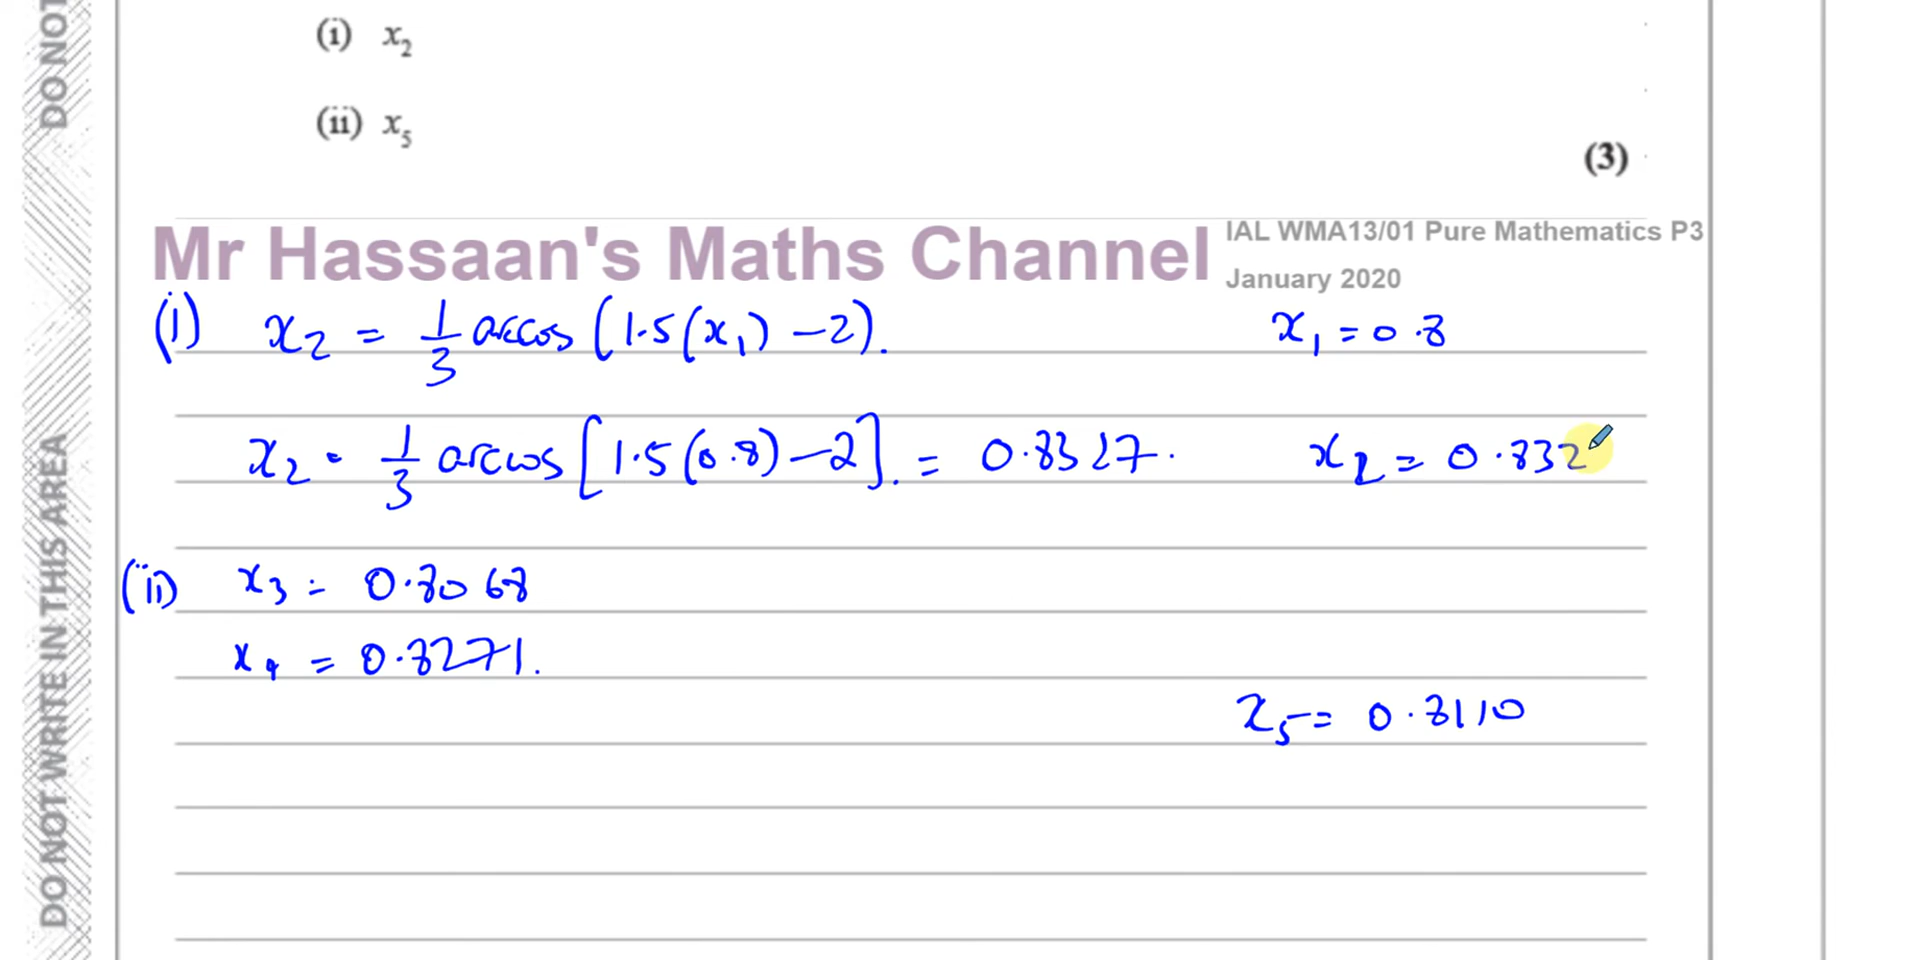 (i) x₂
(ii) x₅
(3)
Mr Hassaan's Maths Channel
IAL WMA13/01 Pure Mathematics P3
January 2020
(i) x₂ = 1/3 arccos (1.5(x₁) − 2). x₁ = 0.8
x₂ = 1/3 arccos [1.5(0.8) − 2]. = 0.8327. x₂ = 0.832
(ii) x₃ = 0.8068
x₄ = 0.8271.
x₅ = 0.8110
DO NOT WRITE IN THIS AREA
DO NOT